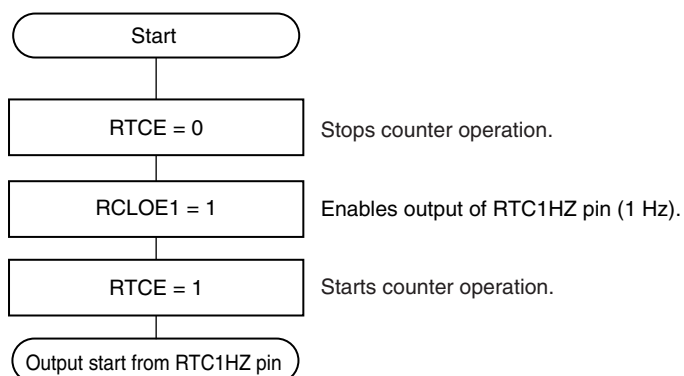 Start
RTCE = 0 Stops counter operation.
RCLOE1 = 1 Enables output of RTC1HZ pin (1 Hz).
RTCE = 1 Starts counter operation.
Output start from RTC1HZ pin